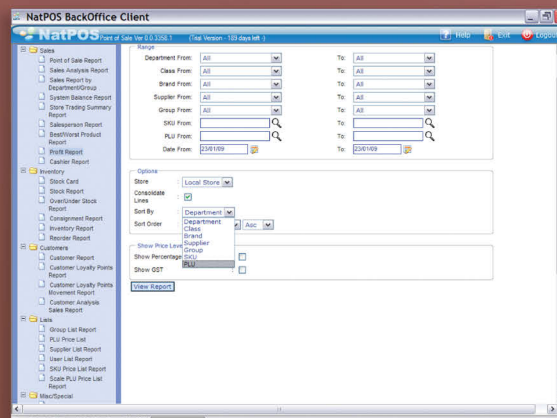 NatPOS BackOffice Client
NatPOS Point of Sale Ver 0.0.3356.1 (Trial Version - 189 days left -)
Help Exit Logout
Sales
Point of Sale Report
Sales Analysis Report
Sales Report by
Department/Group
System Balance Report
Store Trading Summary
Report
Salesperson Report
Best/Worst Product
Report
Profit Report
Cashier Report
Inventory
Stock Card
Stock Report
Over/Under Stock
Report
Consignment Report
Inventory Report
Reorder Report
Customers
Customer Report
Customer Loyalty Points
Report
Customer Loyalty Points
Movement Report
Customer Analysis
Sales Report
Lists
Group List Report
PLU Price List
Supplier List Report
User List Report
SKU Price List Report
Scale PLU Price List
Report
Misc/Special
Range
Department From: All To: All
Class From: All To: All
Brand From: All To: All
Supplier From: All To: All
Group From: All To: All
SKU From: To:
PLU From: To:
Date From: 23/01/09 To: 23/01/09
Options
Store : Local Store
Consolidate
Lines :
Sort By : Department
Department
Class
Brand
Supplier
Group
SKU
PLU
Sort Order Asc
Show Price Leve
Show Percentage
Show GST :
View Report